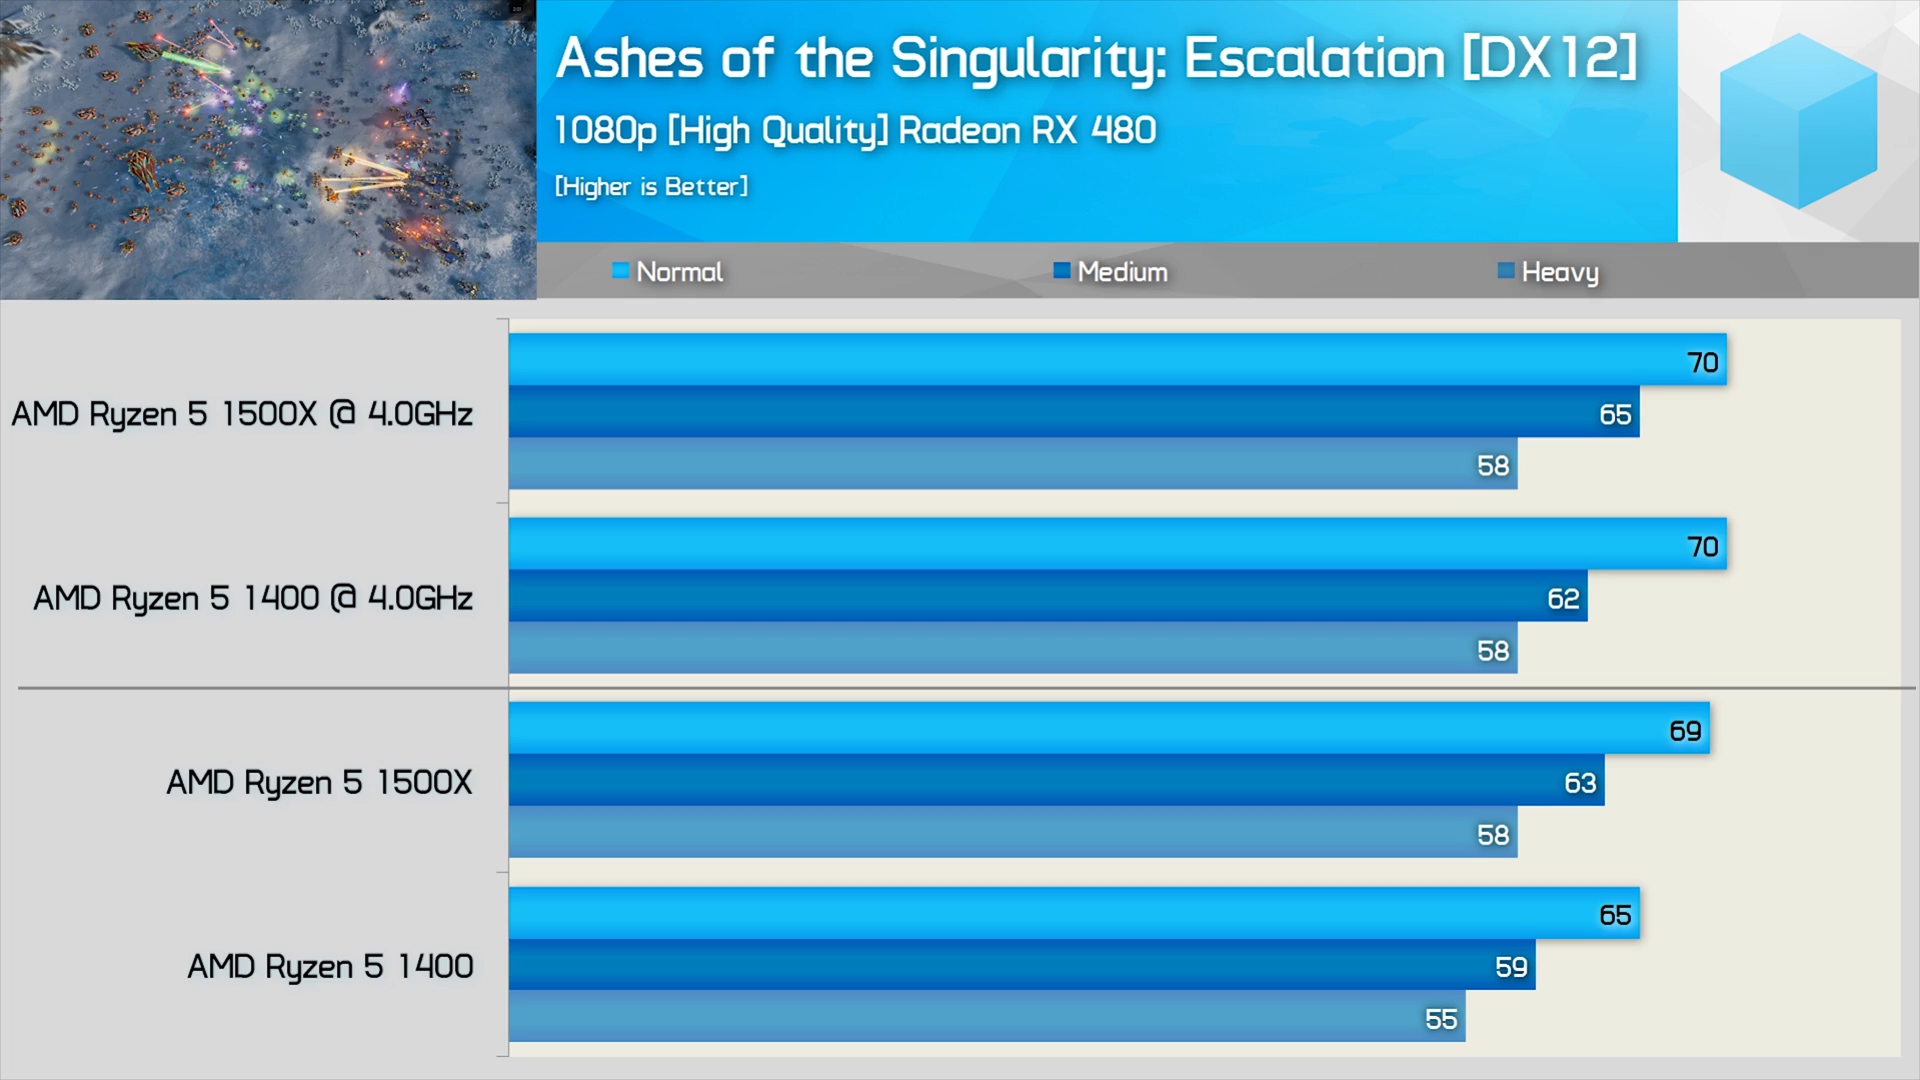 Ashes of the Singularity: Escalation [DX12]
1080p [High Quality] Radeon RX 480
[Higher is Better]
Normal
Medium
Heavy
AMD Ryzen 5 1500X @ 4.0GHz
70
65
58
AMD Ryzen 5 1400 @ 4.0GHz
70
62
58
AMD Ryzen 5 1500X
69
63
58
AMD Ryzen 5 1400
65
59
55